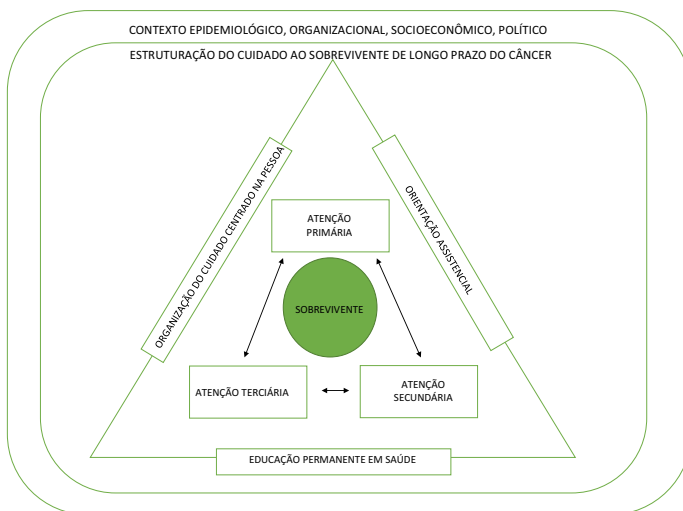 CONTEXTO EPIDEMIOLÓGICO, ORGANIZACIONAL, SOCIOECONÔMICO, POLÍTICO
ESTRUTURAÇÃO DO CUIDADO AO SOBREVIVENTE DE LONGO PRAZO DO CÂNCER
ORGANIZAÇÃO DO CUIDADO CENTRADO NA PESSOA
ORIENTAÇÃO ASSISTENCIAL
ATENÇÃO
PRIMÁRIA
SOBREVIVENTE
ATENÇÃO TERCIÁRIA
ATENÇÃO
SECUNDÁRIA
EDUCAÇÃO PERMANENTE EM SAÚDE